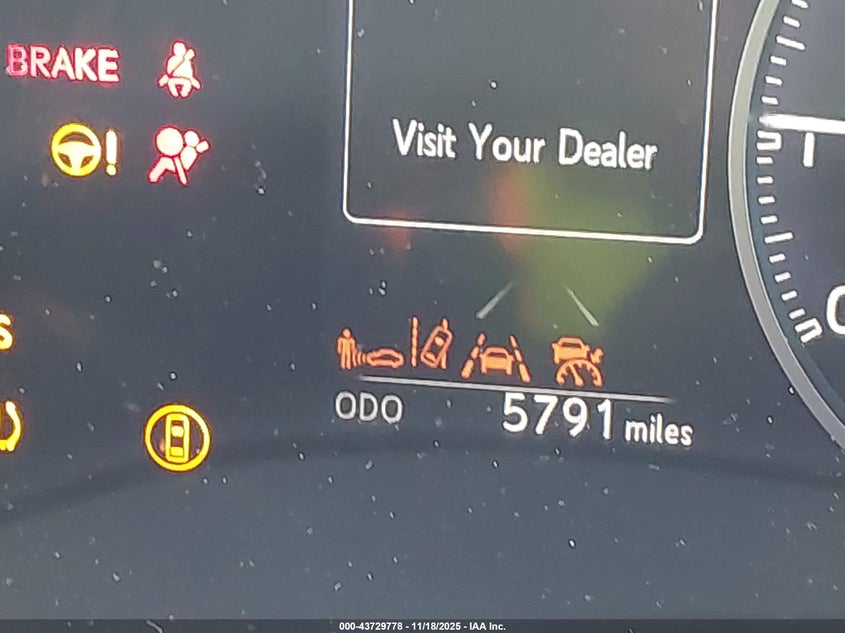 BRAKE
Visit Your Dealer
S
ODO 5791 miles
000-43729778 - 11/18/2025 - IAA Inc.